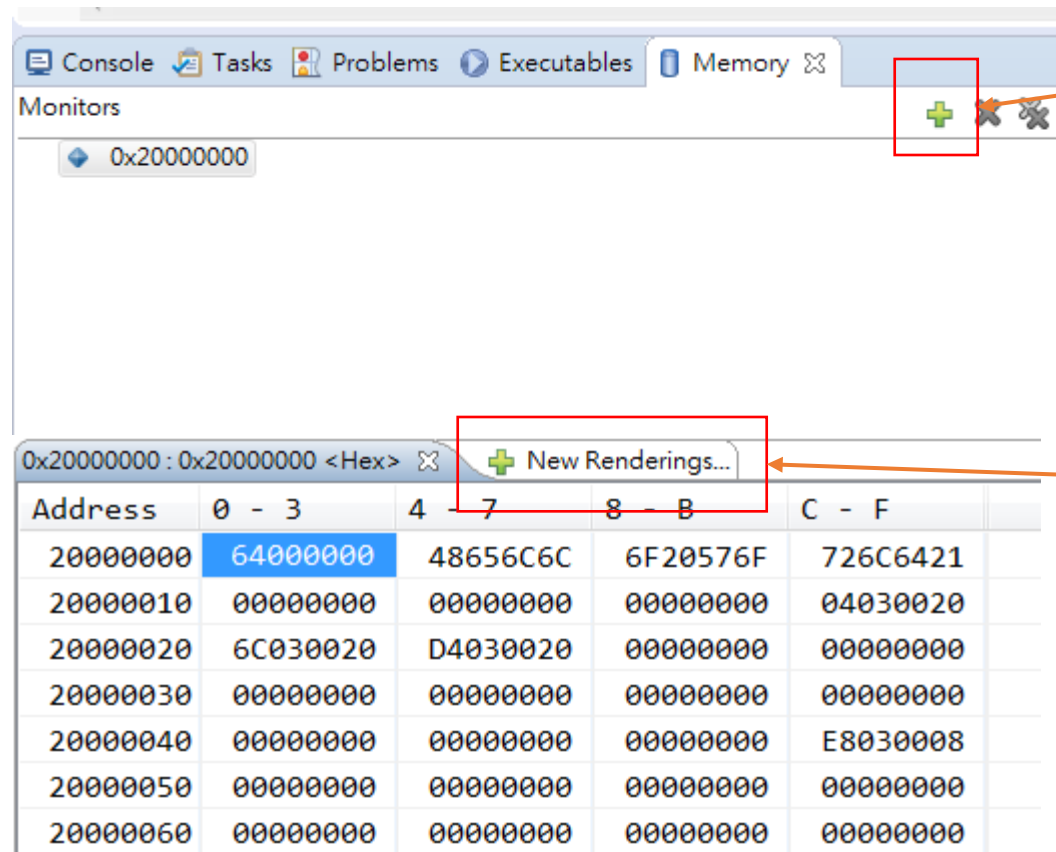 Console Tasks Problems Executables Memory
Monitors
0x20000000
0x20000000 : 0x20000000 <Hex> New Renderings...
Address 0 - 3 4 - 7 8 - B C - F
20000000 64000000 48656C6C 6F20576F 726C6421
20000010 00000000 00000000 00000000 04030020
20000020 6C030020 D4030020 00000000 00000000
20000030 00000000 00000000 00000000 00000000
20000040 00000000 00000000 00000000 E8030008
20000050 00000000 00000000 00000000 00000000
20000060 00000000 00000000 00000000 00000000